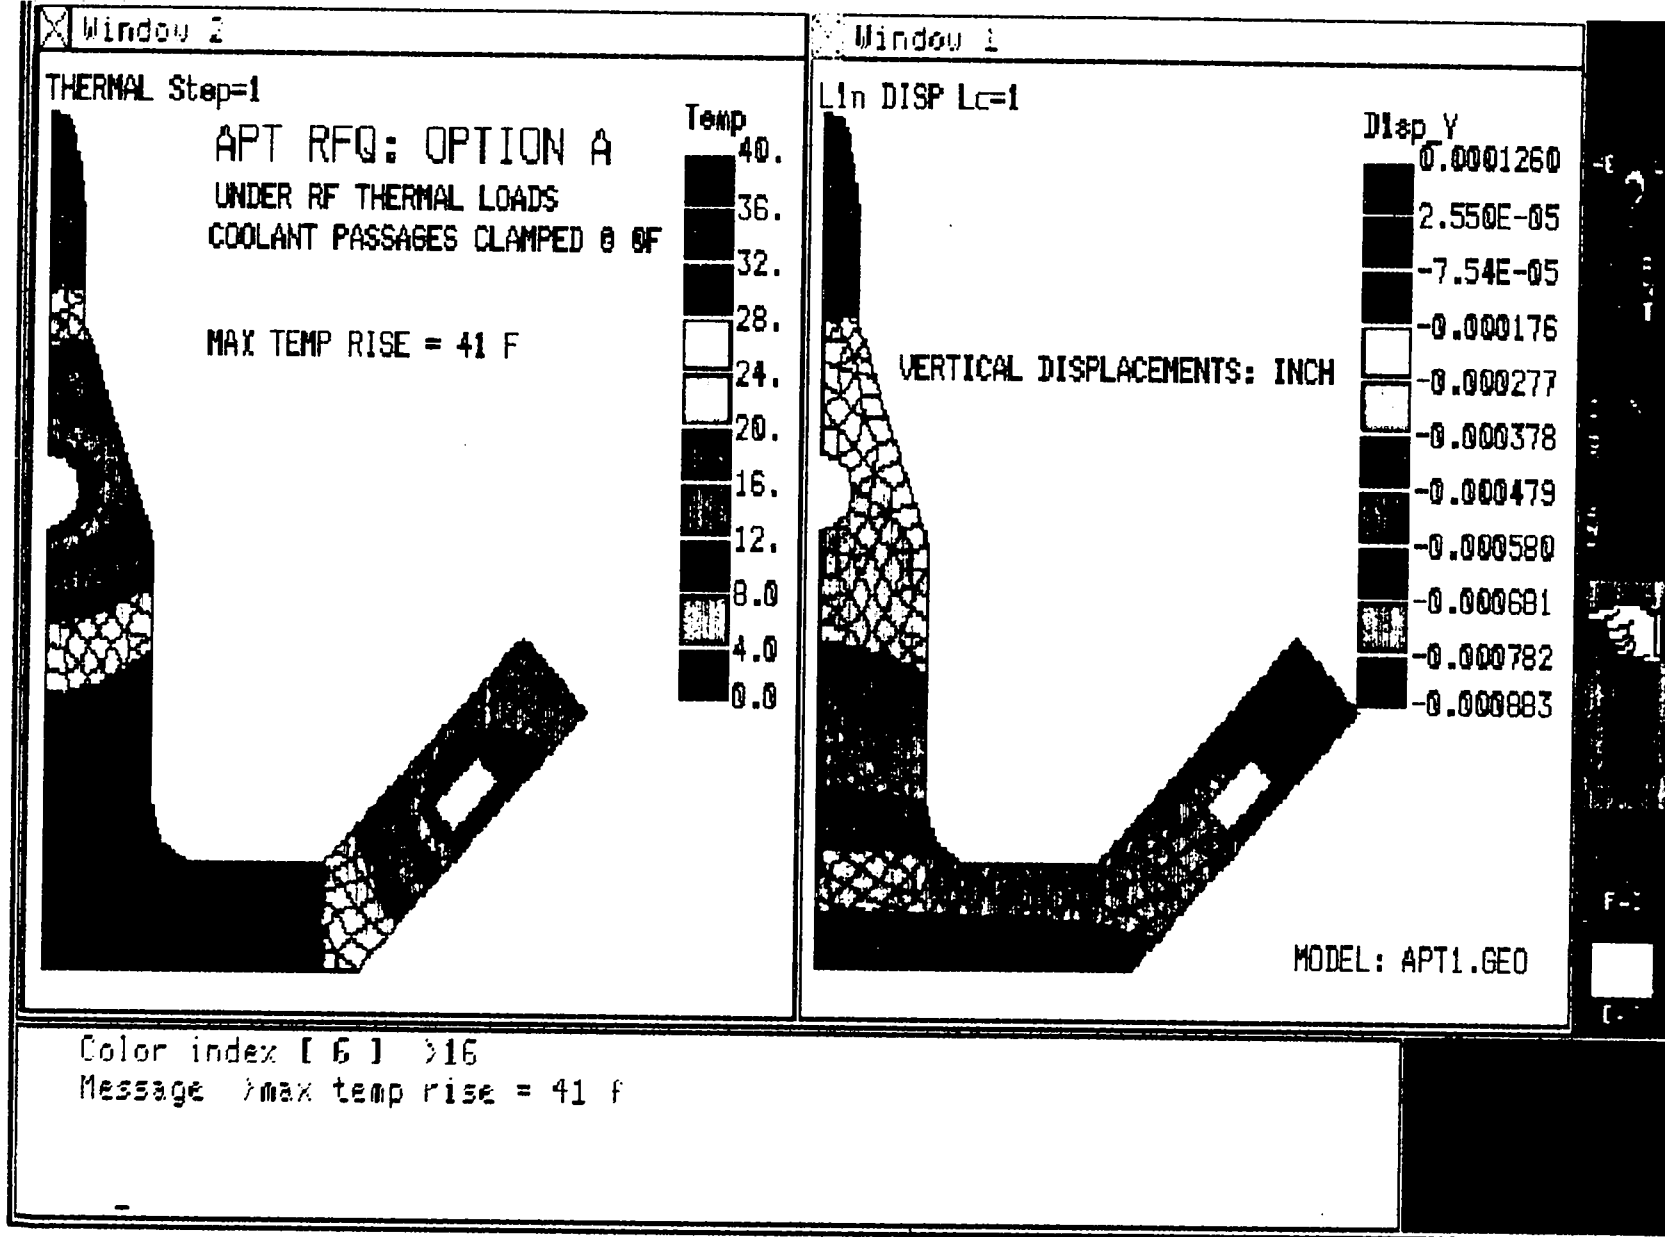 Window 2
THERMAL Step=1
APT RFQ: OPTION A
UNDER RF THERMAL LOADS
COOLANT PASSAGES CLAMPED @ 0F
MAX TEMP RISE = 41 F
Temp
40.
36.
32.
28.
24.
20.
16.
12.
8.0
4.0
0.0
Window 1
Lin DISP Lc=1
VERTICAL DISPLACEMENTS: INCH
Disp_Y
0.0001260
2.550E-05
-7.54E-05
-0.000176
-0.000277
-0.000378
-0.000479
-0.000580
-0.000681
-0.000782
-0.000883
MODEL: APT1.GEO
Color index [ 6 ] >16
Message >max temp rise = 41 f